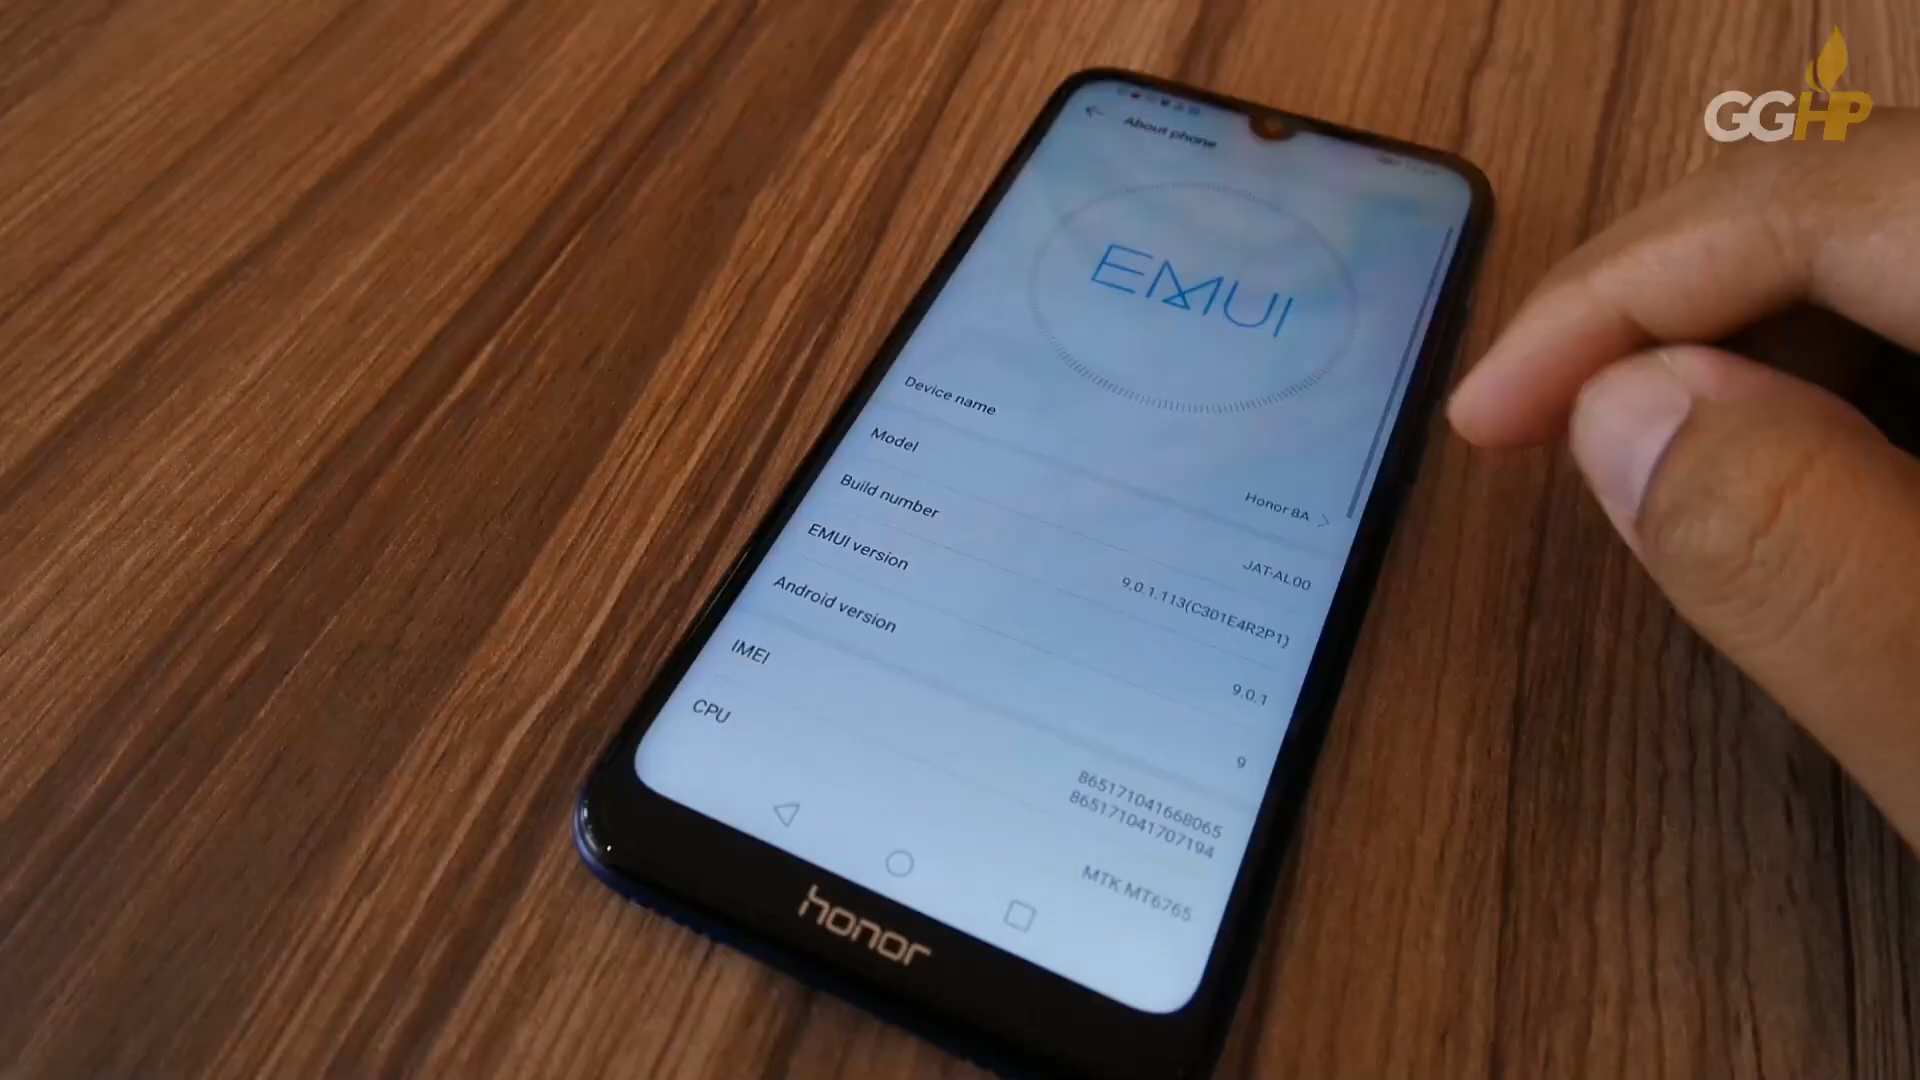 GGHP
About phone
EMUI
Device name
Honor 8A
Model
JAT-AL00
Build number
9.0.1.113(C301E4R2P1)
EMUI version
9.0.1
Android version
9
IMEI
865171041668065
865171041707194
CPU
MTK MT6765
honor